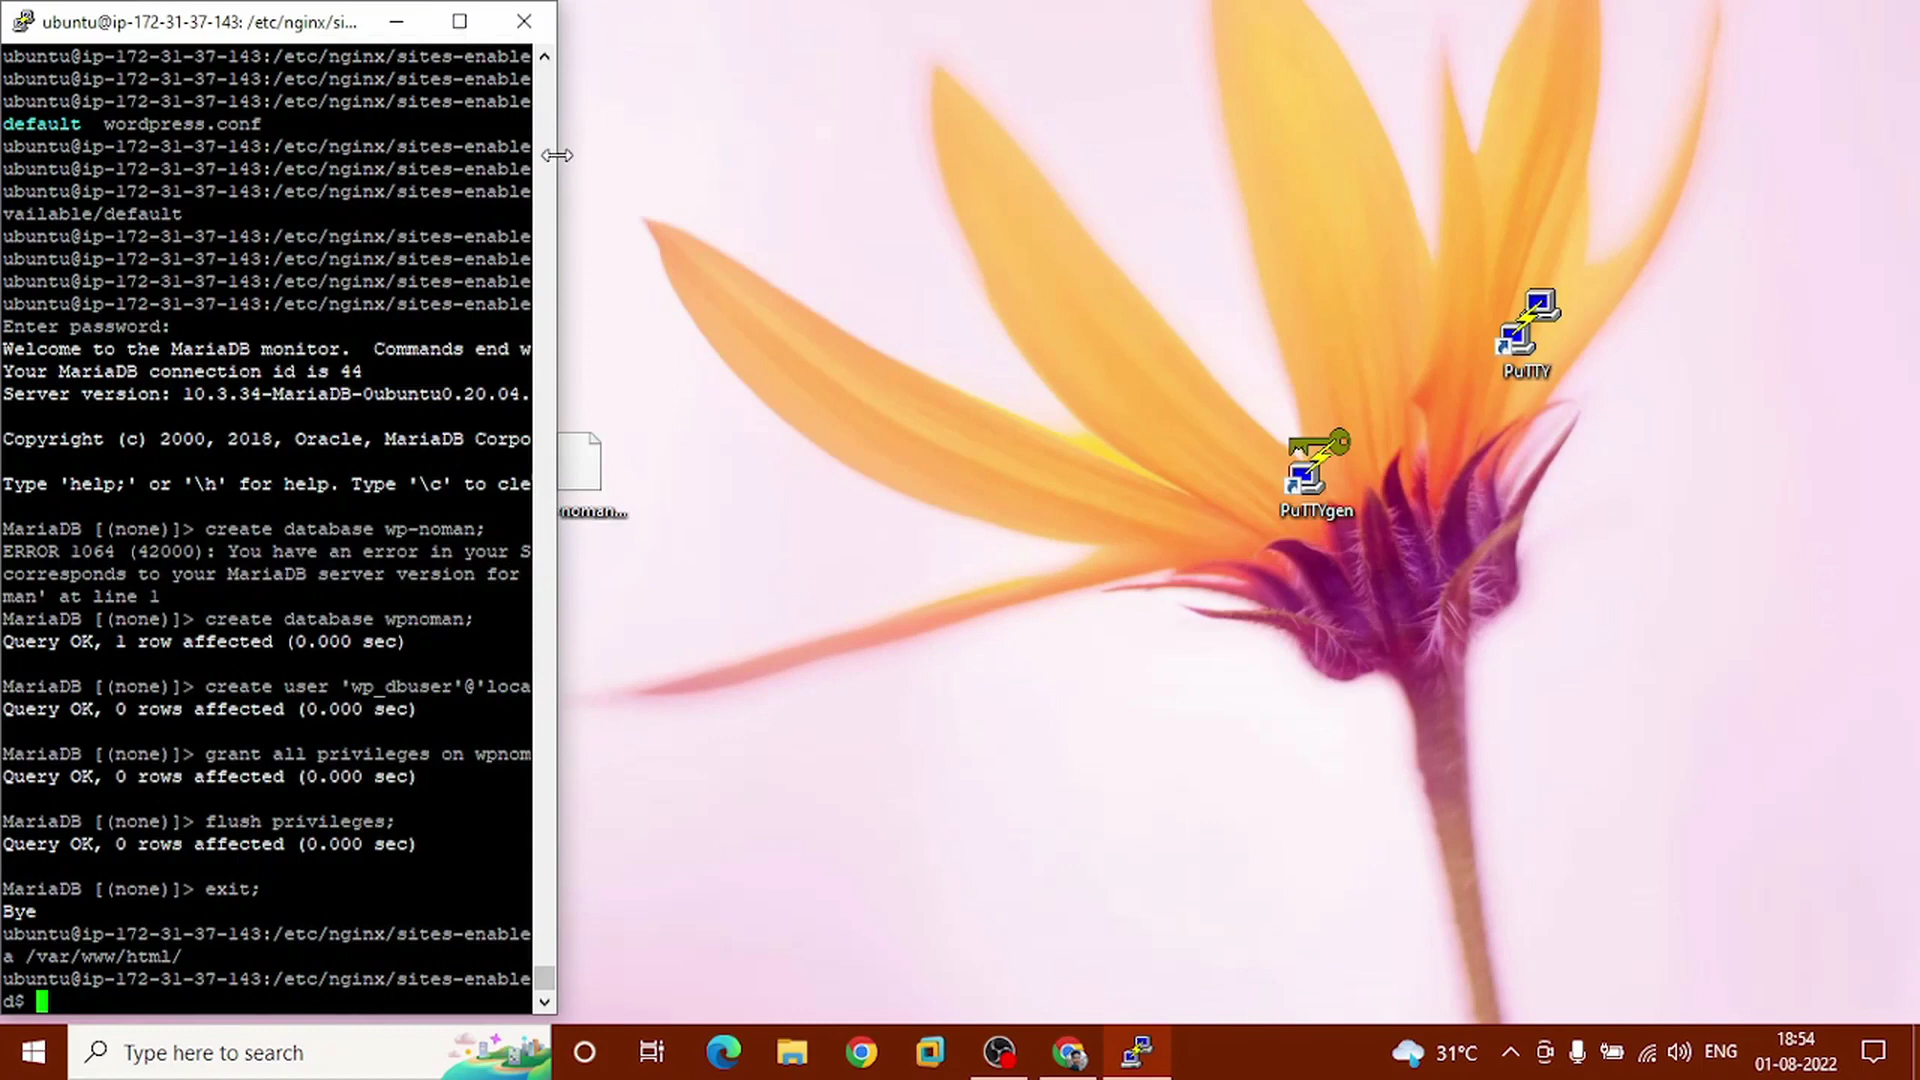 ubuntu@ip-172-31-37-143: /etc/nginx/si...
ubuntu@ip-172-31-37-143:/etc/nginx/sites-enable
ubuntu@ip-172-31-37-143:/etc/nginx/sites-enable
ubuntu@ip-172-31-37-143:/etc/nginx/sites-enable
default  wordpress.conf
ubuntu@ip-172-31-37-143:/etc/nginx/sites-enable
ubuntu@ip-172-31-37-143:/etc/nginx/sites-enable
ubuntu@ip-172-31-37-143:/etc/nginx/sites-enable
vailable/default
ubuntu@ip-172-31-37-143:/etc/nginx/sites-enable
ubuntu@ip-172-31-37-143:/etc/nginx/sites-enable
ubuntu@ip-172-31-37-143:/etc/nginx/sites-enable
ubuntu@ip-172-31-37-143:/etc/nginx/sites-enable
Enter password:
Welcome to the MariaDB monitor.  Commands end w
Your MariaDB connection id is 44
Server version: 10.3.34-MariaDB-0ubuntu0.20.04.
Copyright (c) 2000, 2018, Oracle, MariaDB Corpo
Type 'help;' or '\h' for help. Type '\c' to cle
MariaDB [(none)]> create database wp-noman;
ERROR 1064 (42000): You have an error in your S
corresponds to your MariaDB server version for
man' at line 1
MariaDB [(none)]> create database wpnoman;
Query OK, 1 row affected (0.000 sec)
MariaDB [(none)]> create user 'wp_dbuser'@'loca
Query OK, 0 rows affected (0.000 sec)
MariaDB [(none)]> grant all privileges on wpnom
Query OK, 0 rows affected (0.000 sec)
MariaDB [(none)]> flush privileges;
Query OK, 0 rows affected (0.000 sec)
MariaDB [(none)]> exit;
Bye
ubuntu@ip-172-31-37-143:/etc/nginx/sites-enable
a /var/www/html/
ubuntu@ip-172-31-37-143:/etc/nginx/sites-enable
d$
noman...
PuTTY
PuTTYgen
Type here to search
31°C
ENG
18:54
01-08-2022